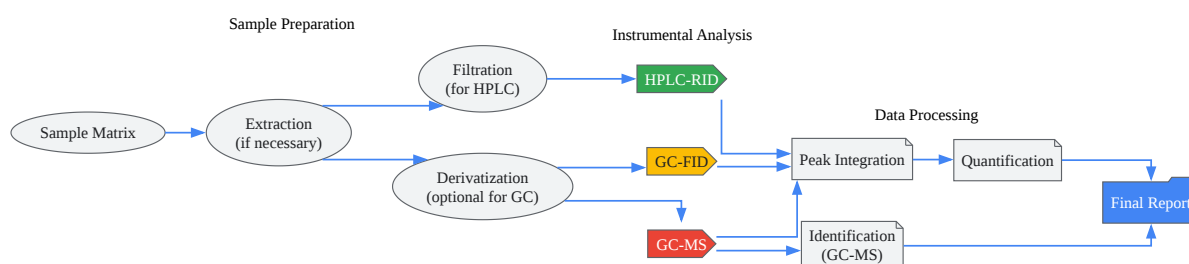 Sample Preparation
Instrumental Analysis
Data Processing
Sample Matrix
Extraction
(if necessary)
Filtration
(for HPLC)
Derivatization
(optional for GC)
HPLC-RID
GC-FID
GC-MS
Peak Integration
Identification
(GC-MS)
Quantification
Final Report